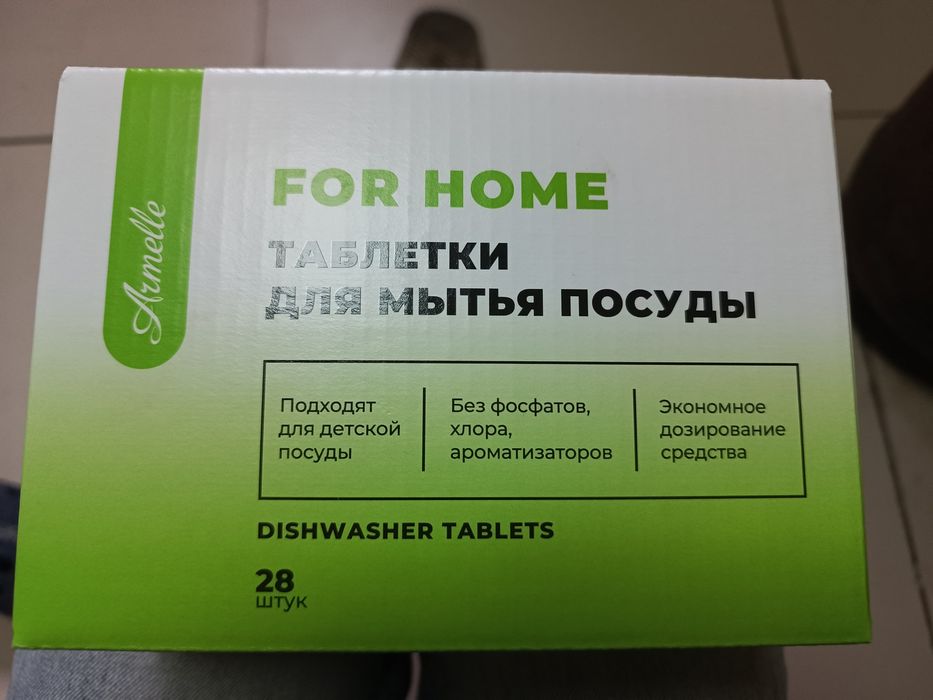 Armelle
FOR HOME
ТАБЛЕТКИ
ДЛЯ МЫТЬЯ ПОСУДЫ
Подходят
для детской
посуды
Без фосфатов,
хлора,
ароматизаторов
Экономное
дозирование
средства
DISHWASHER TABLETS
28
штук